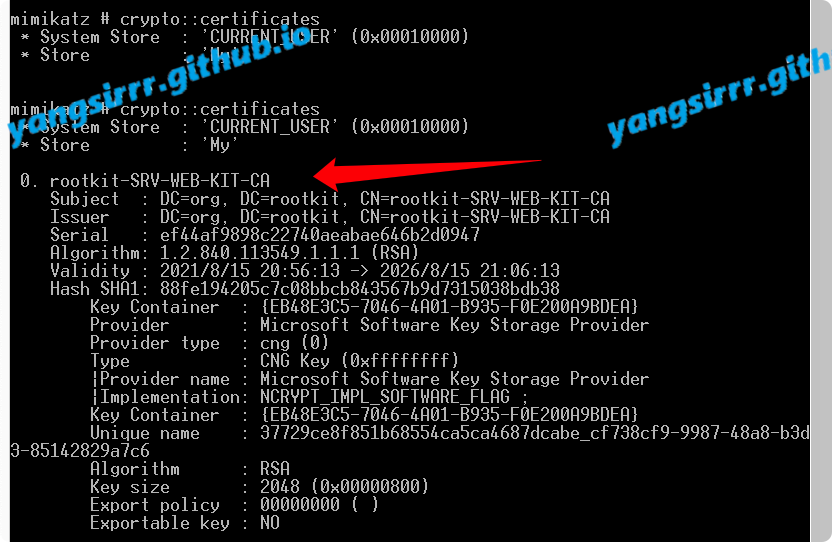 mimikatz # crypto::certificates
* System Store : 'CURRENT_USER' (0x00010000)
* Store : 'My'
mimikatz # crypto::certificates
* System Store : 'CURRENT_USER' (0x00010000)
* Store : 'My'
0. rootkit-SRV-WEB-KIT-CA
Subject : DC=org, DC=rootkit, CN=rootkit-SRV-WEB-KIT-CA
Issuer : DC=org, DC=rootkit, CN=rootkit-SRV-WEB-KIT-CA
Serial : ef44af9898c22740aeabae646b2d0947
Algorithm: 1.2.840.113549.1.1.1 (RSA)
Validity : 2021/8/15 20:56:13 -> 2026/8/15 21:06:13
Hash SHA1: 88fe194205c7c08bbcb843567b9d7315038bdb38
Key Container : {EB48E3C5-7046-4A01-B935-F0E200A9BDEA}
Provider : Microsoft Software Key Storage Provider
Provider type : cng (0)
Type : CNG Key (0xffffffff)
|Provider name : Microsoft Software Key Storage Provider
|Implementation: NCRYPT_IMPL_SOFTWARE_FLAG ;
Key Container : {EB48E3C5-7046-4A01-B935-F0E200A9BDEA}
Unique name : 37729ce8f851b68554ca5ca4687dcabe_cf738cf9-9987-48a8-b3d
3-85142829a7c6
Algorithm : RSA
Key size : 2048 (0x00000800)
Export policy : 00000000 ( )
Exportable key : NO
yangsirrr.github.io
yangsirrr.gith